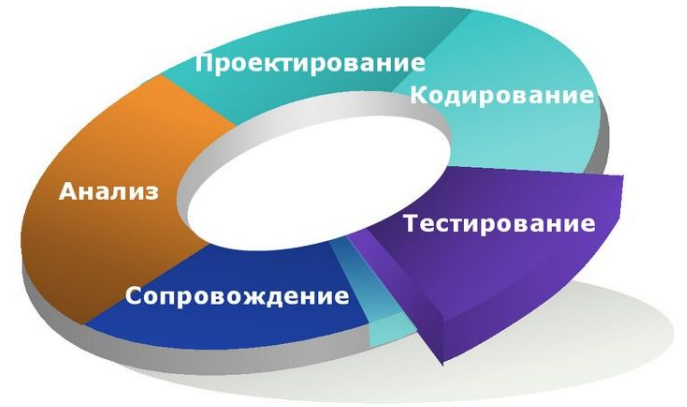 Проектирование
Кодирование
Анализ
Тестирование
Сопровождение